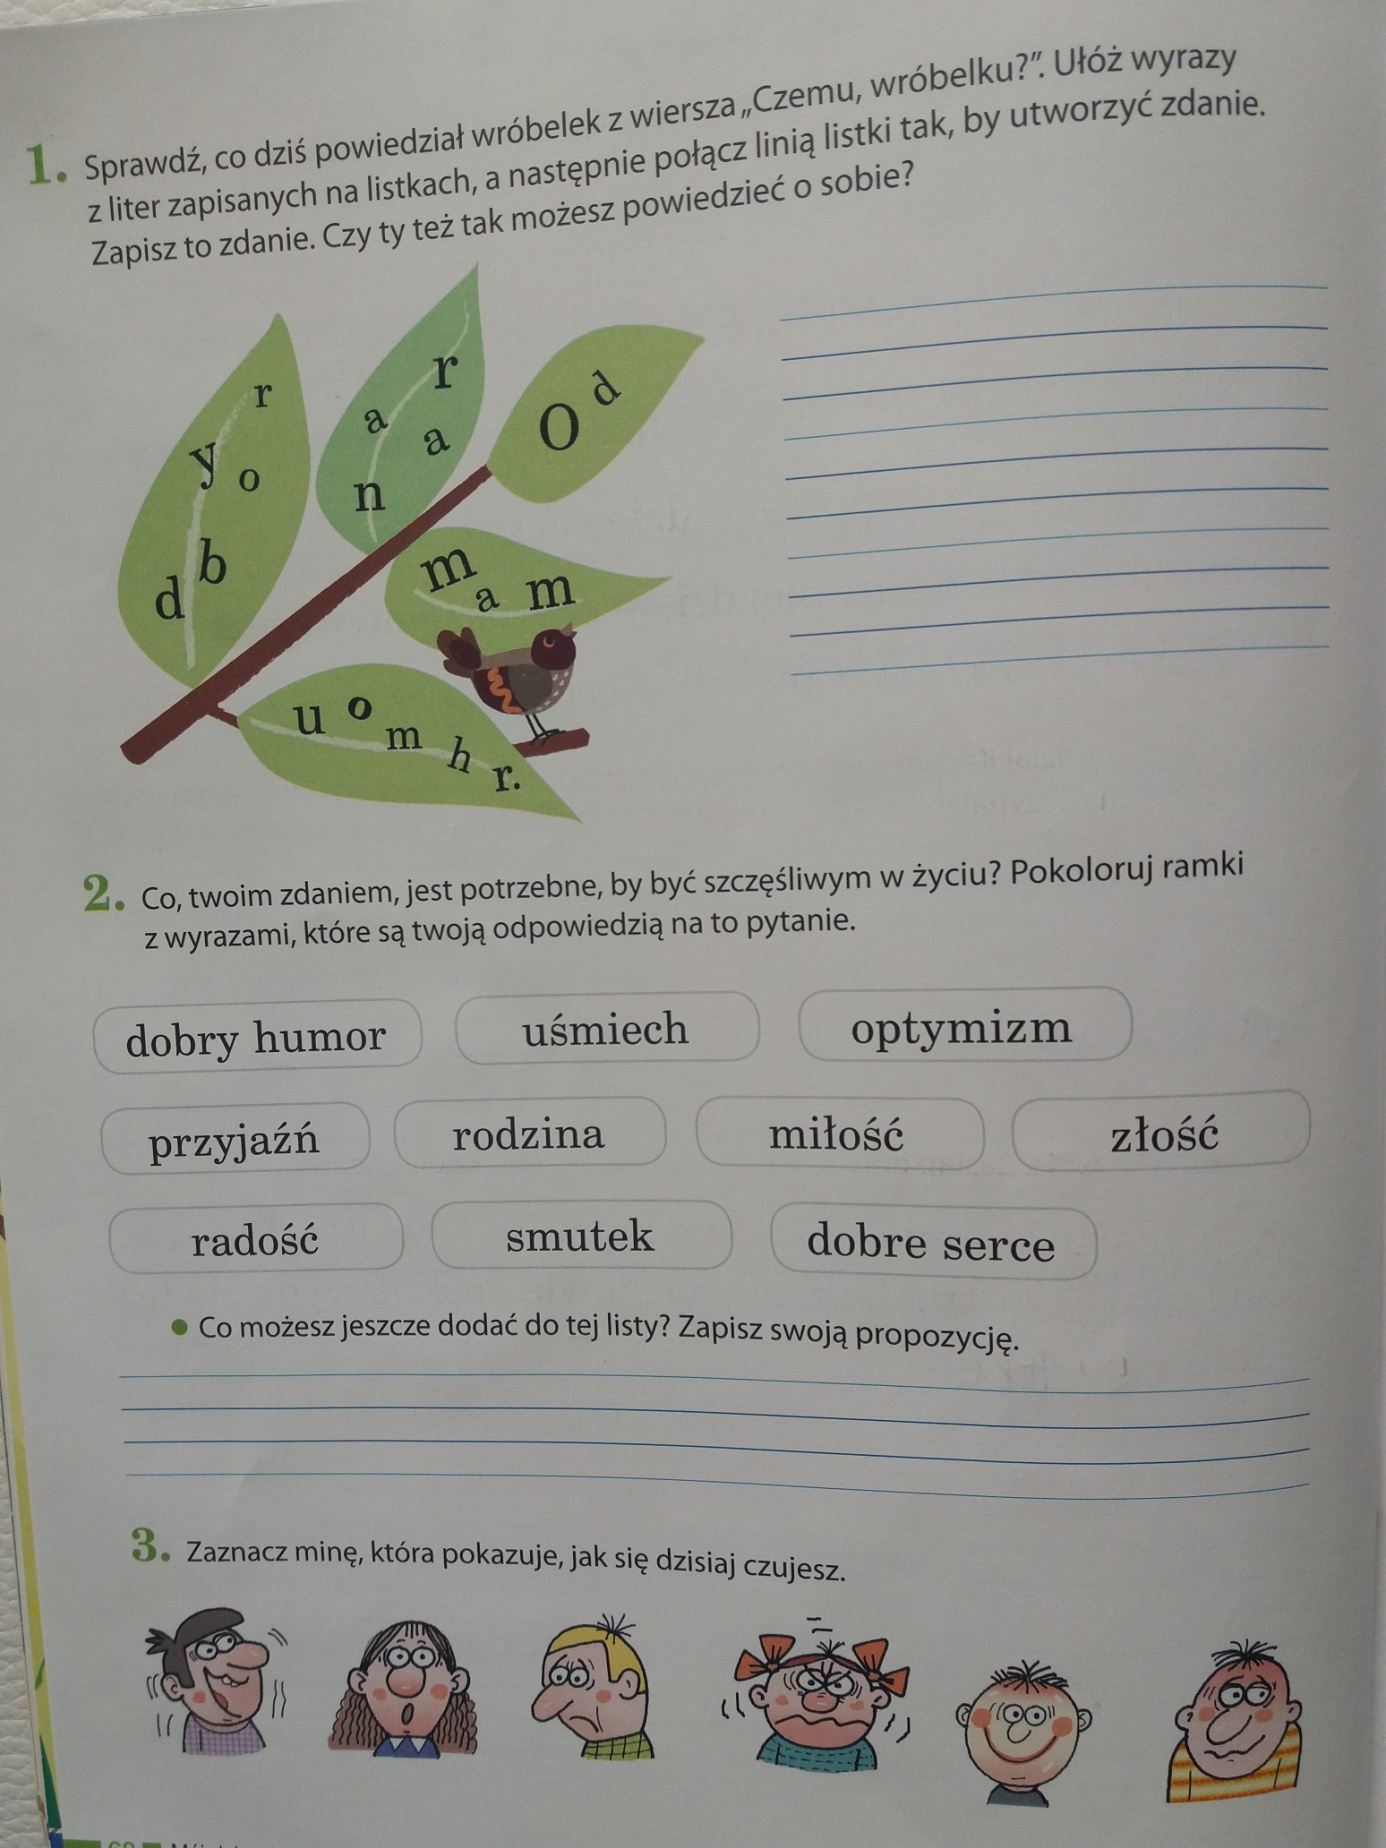 1. Sprawdź, co dziś powiedział wróbelek z wiersza „Czemu, wróbelku?”. Ułóż wyrazy
z liter zapisanych na listkach, a następnie połącz linią listki tak, by utworzyć zdanie.
Zapisz to zdanie. Czy ty też tak możesz powiedzieć o sobie?
r
y o
b
d
r
a
a
n
O d
m a m
u o m h r.
2. Co, twoim zdaniem, jest potrzebne, by być szczęśliwym w życiu? Pokoloruj ramki
z wyrazami, które są twoją odpowiedzią na to pytanie.
dobry humor uśmiech optymizm
przyjaźń rodzina miłość złość
radość smutek dobre serce
• Co możesz jeszcze dodać do tej listy? Zapisz swoją propozycję.
3. Zaznacz minę, która pokazuje, jak się dzisiaj czujesz.